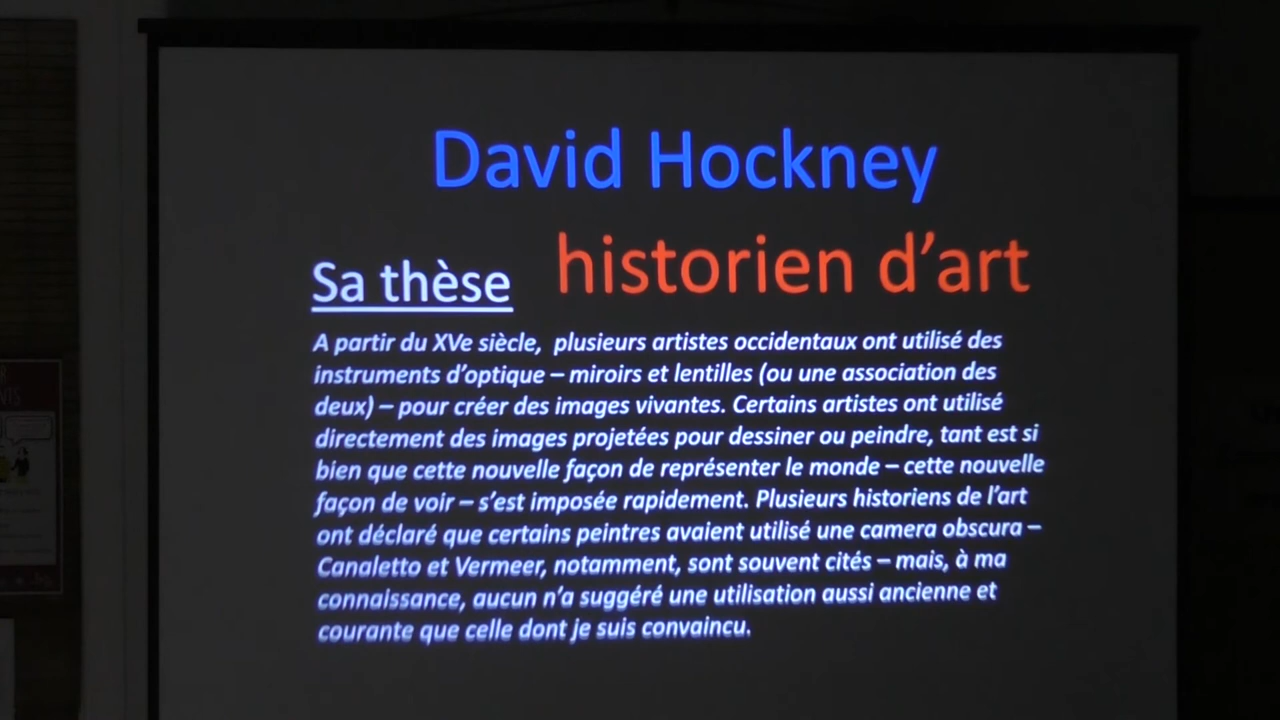 David Hockney
historien d’art
Sa thèse
A partir du XVe siècle, plusieurs artistes occidentaux ont utilisé des
instruments d’optique – miroirs et lentilles (ou une association des
deux) – pour créer des images vivantes. Certains artistes ont utilisé
directement des images projetées pour dessiner ou peindre, tant est si
bien que cette nouvelle façon de représenter le monde – cette nouvelle
façon de voir – s’est imposée rapidement. Plusieurs historiens de l’art
ont déclaré que certains peintres avaient utilisé une camera obscura –
Canaletto et Vermeer, notamment, sont souvent cités – mais, à ma
connaissance, aucun n’a suggéré une utilisation aussi ancienne et
courante que celle dont je suis convaincu.